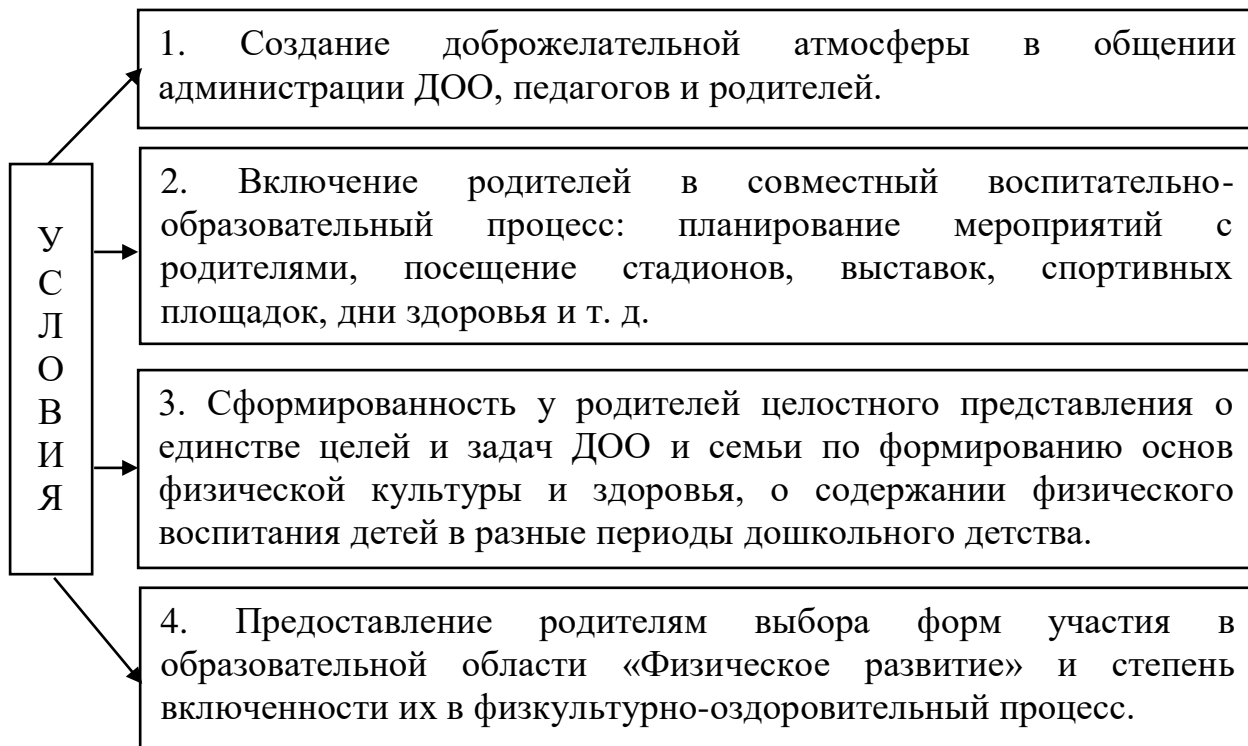 1. Создание доброжелательной атмосферы в общении
администрации ДОО, педагогов и родителей.
У
С
Л
О
В
И
Я
2. Включение родителей в совместный воспитательно-
образовательный процесс: планирование мероприятий с
родителями, посещение стадионов, выставок, спортивных
площадок, дни здоровья и т. д.
3. Сформированность у родителей целостного представления о
единстве целей и задач ДОО и семьи по формированию основ
физической культуры и здоровья, о содержании физического
воспитания детей в разные периоды дошкольного детства.
4. Предоставление родителям выбора форм участия в
образовательной области «Физическое развитие» и степень
включенности их в физкультурно-оздоровительный процесс.